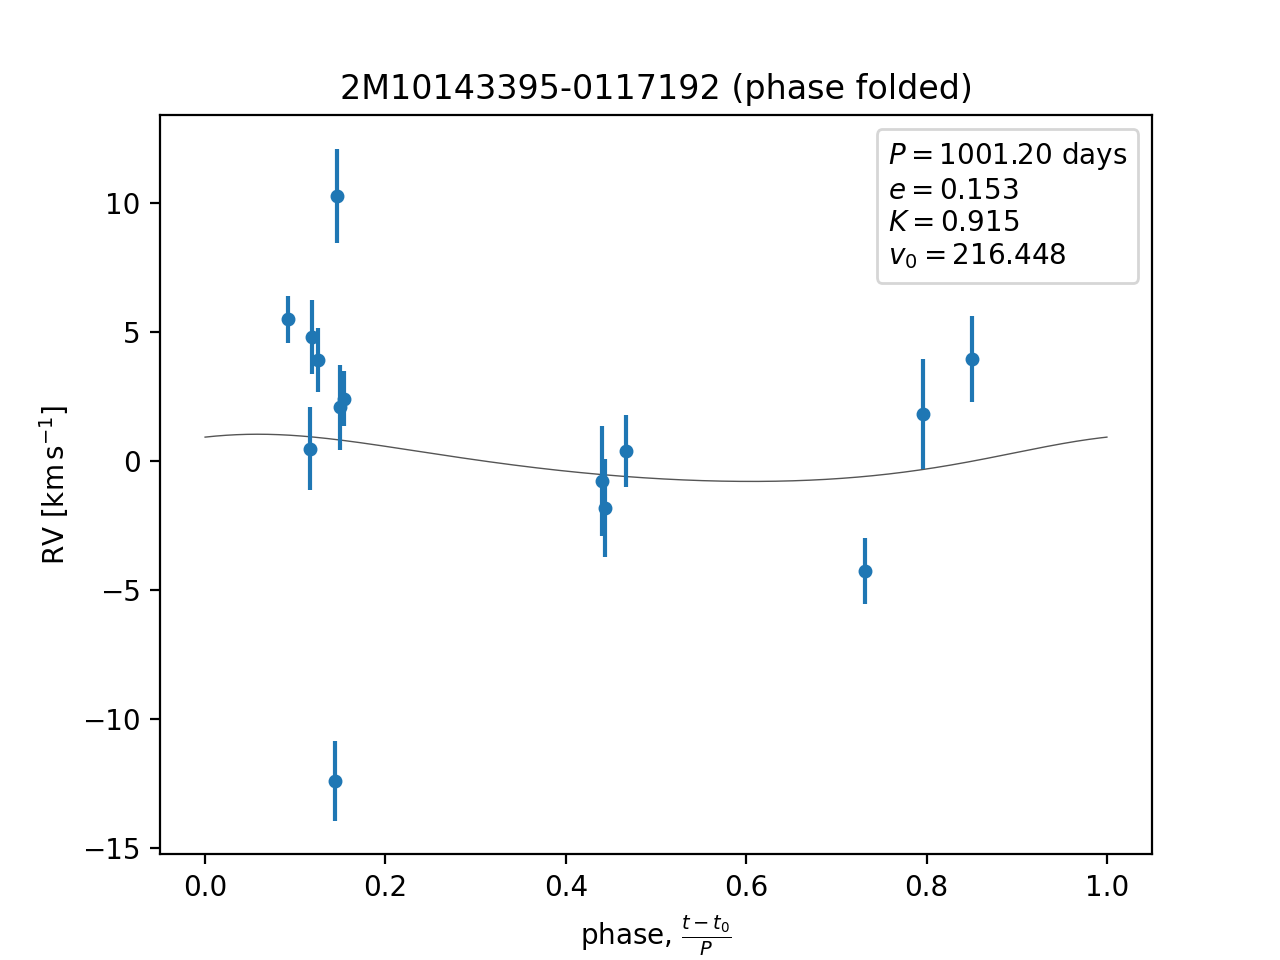 2M10143395-0117192 (phase folded)
P = 1001.20 days
e = 0.153
K = 0.915
v₀ = 216.448
10
5
0
−5
−10
−15
RV [km s⁻¹]
0.0 0.2 0.4 0.6 0.8 1.0
phase, (t − t₀)/P